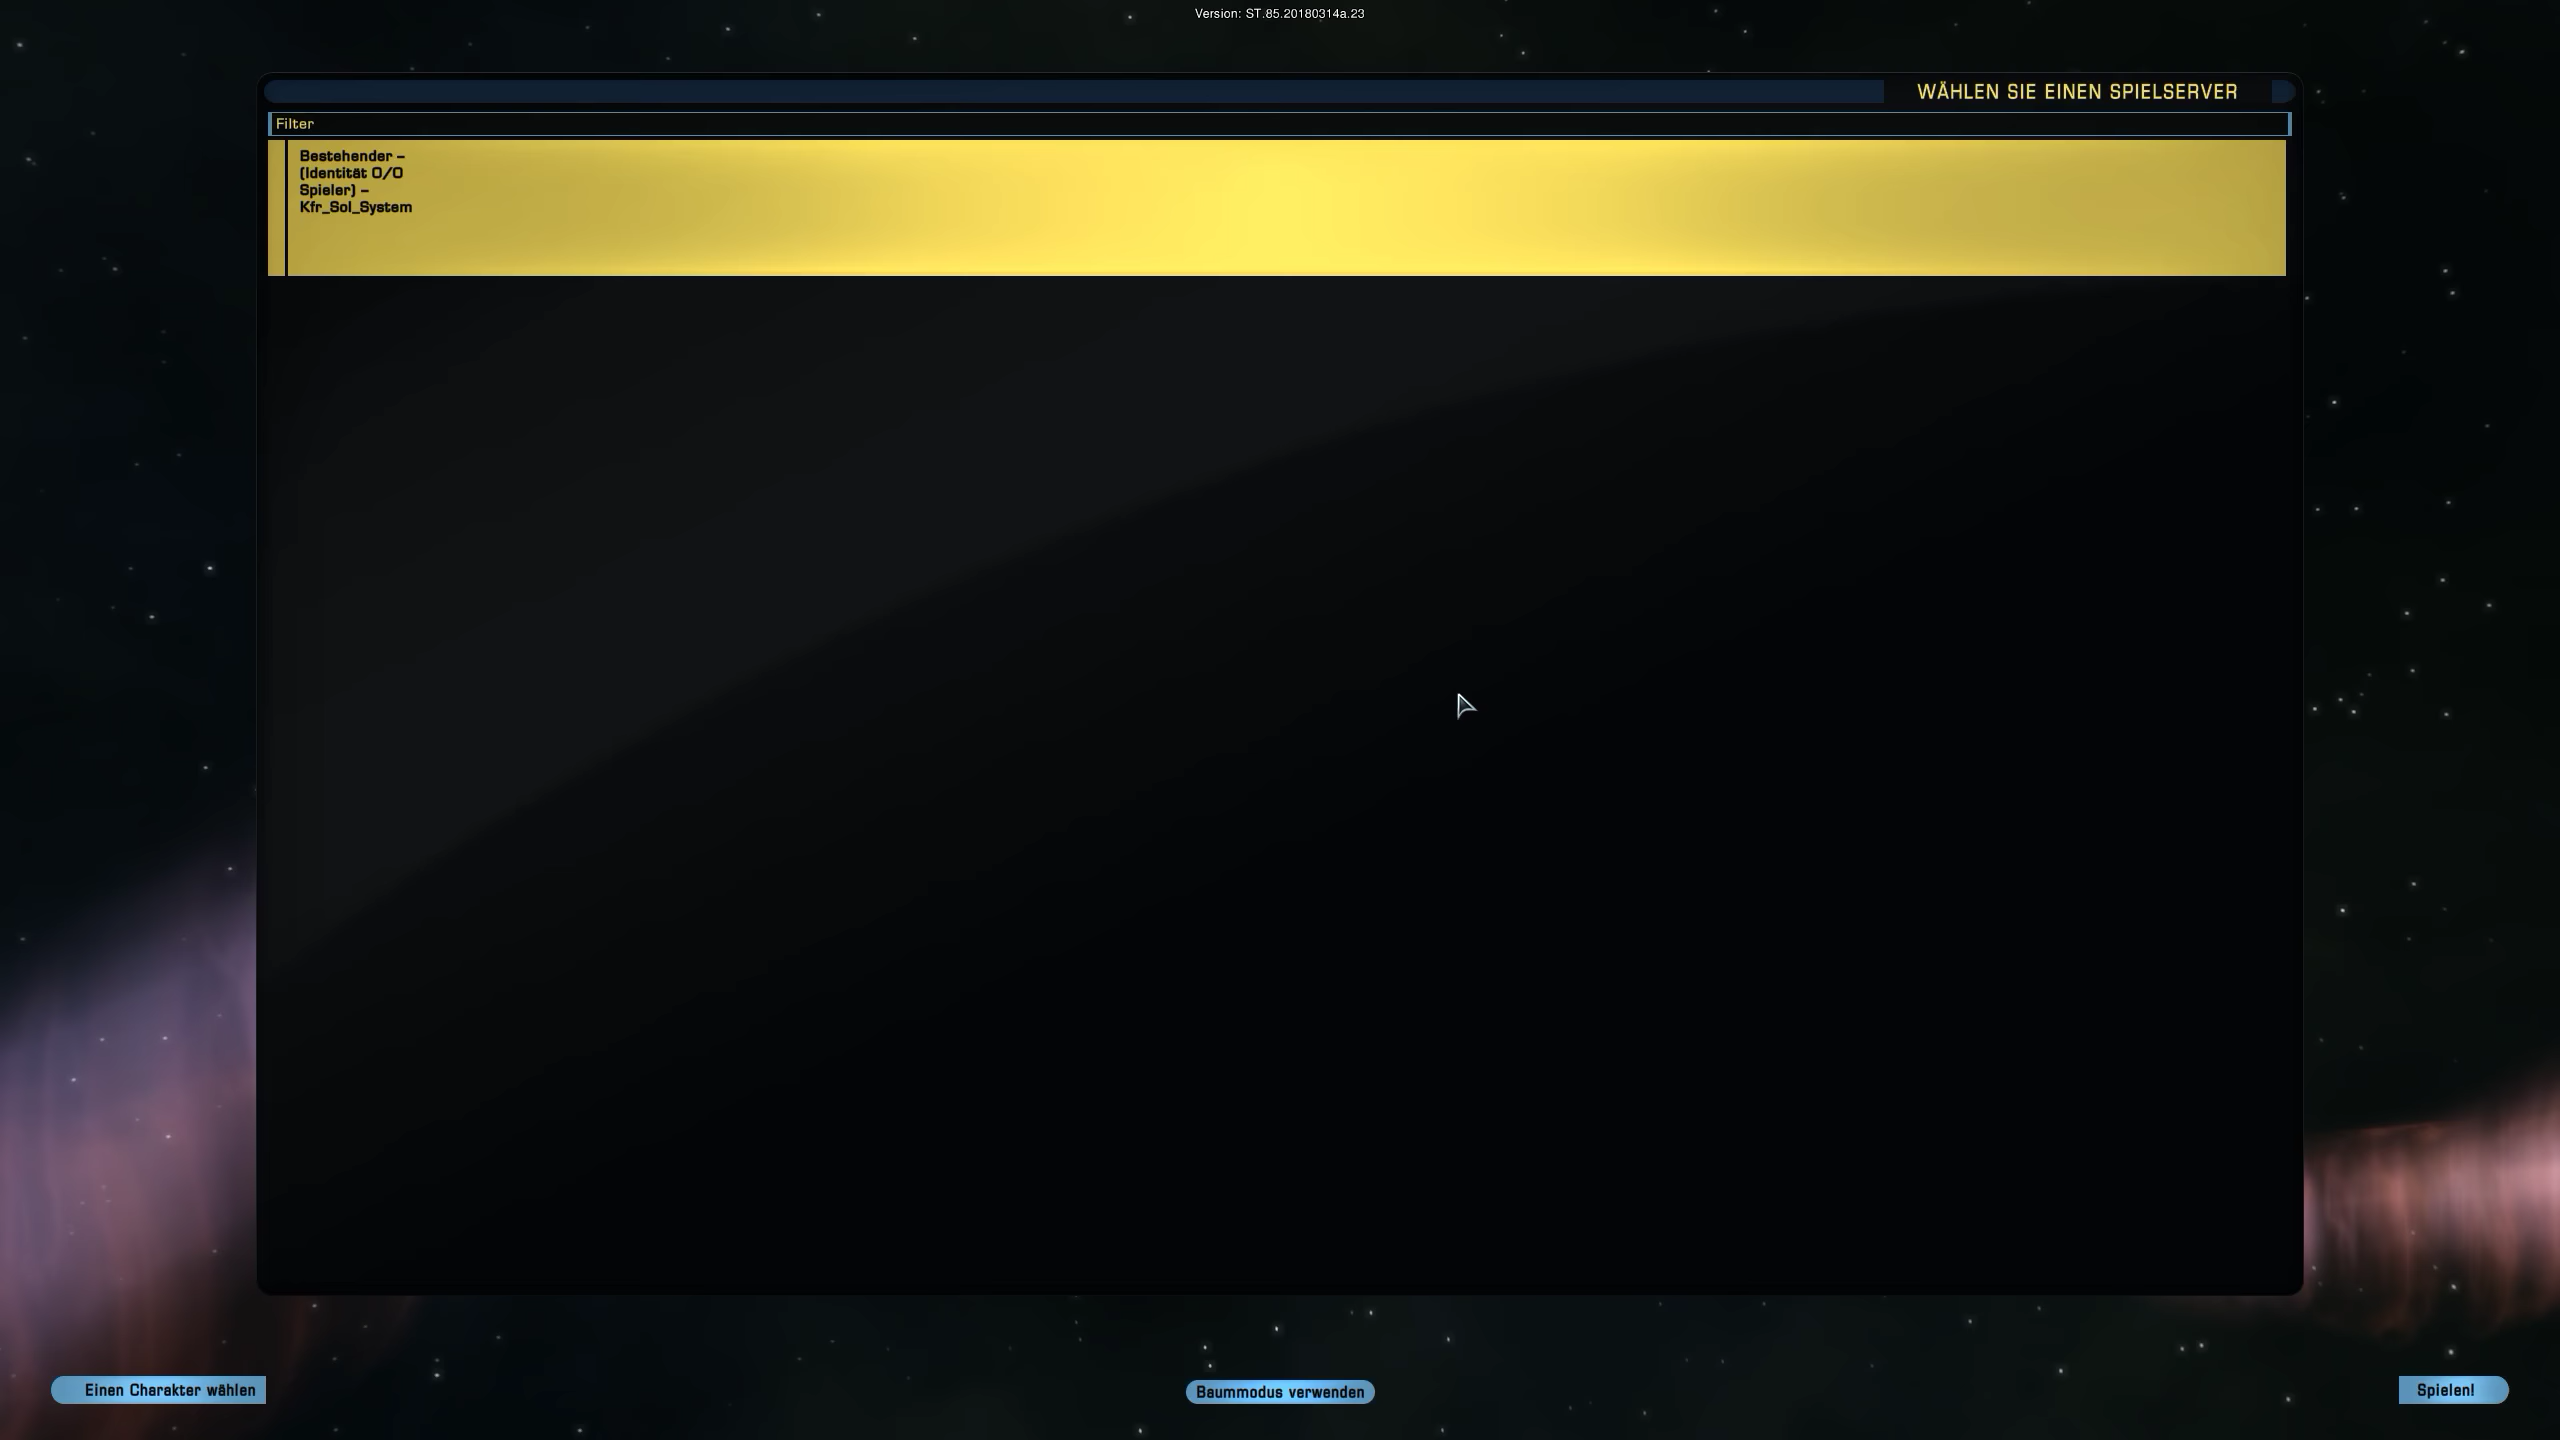 Version: ST.85.20180314a.23
WÄHLEN SIE EINEN SPIELSERVER
Filter
Bestehender –
(Identität 0/0
Spieler) –
Kfr_Sol_System
Einen Charakter wählen
Baummodus verwenden
Spielen!